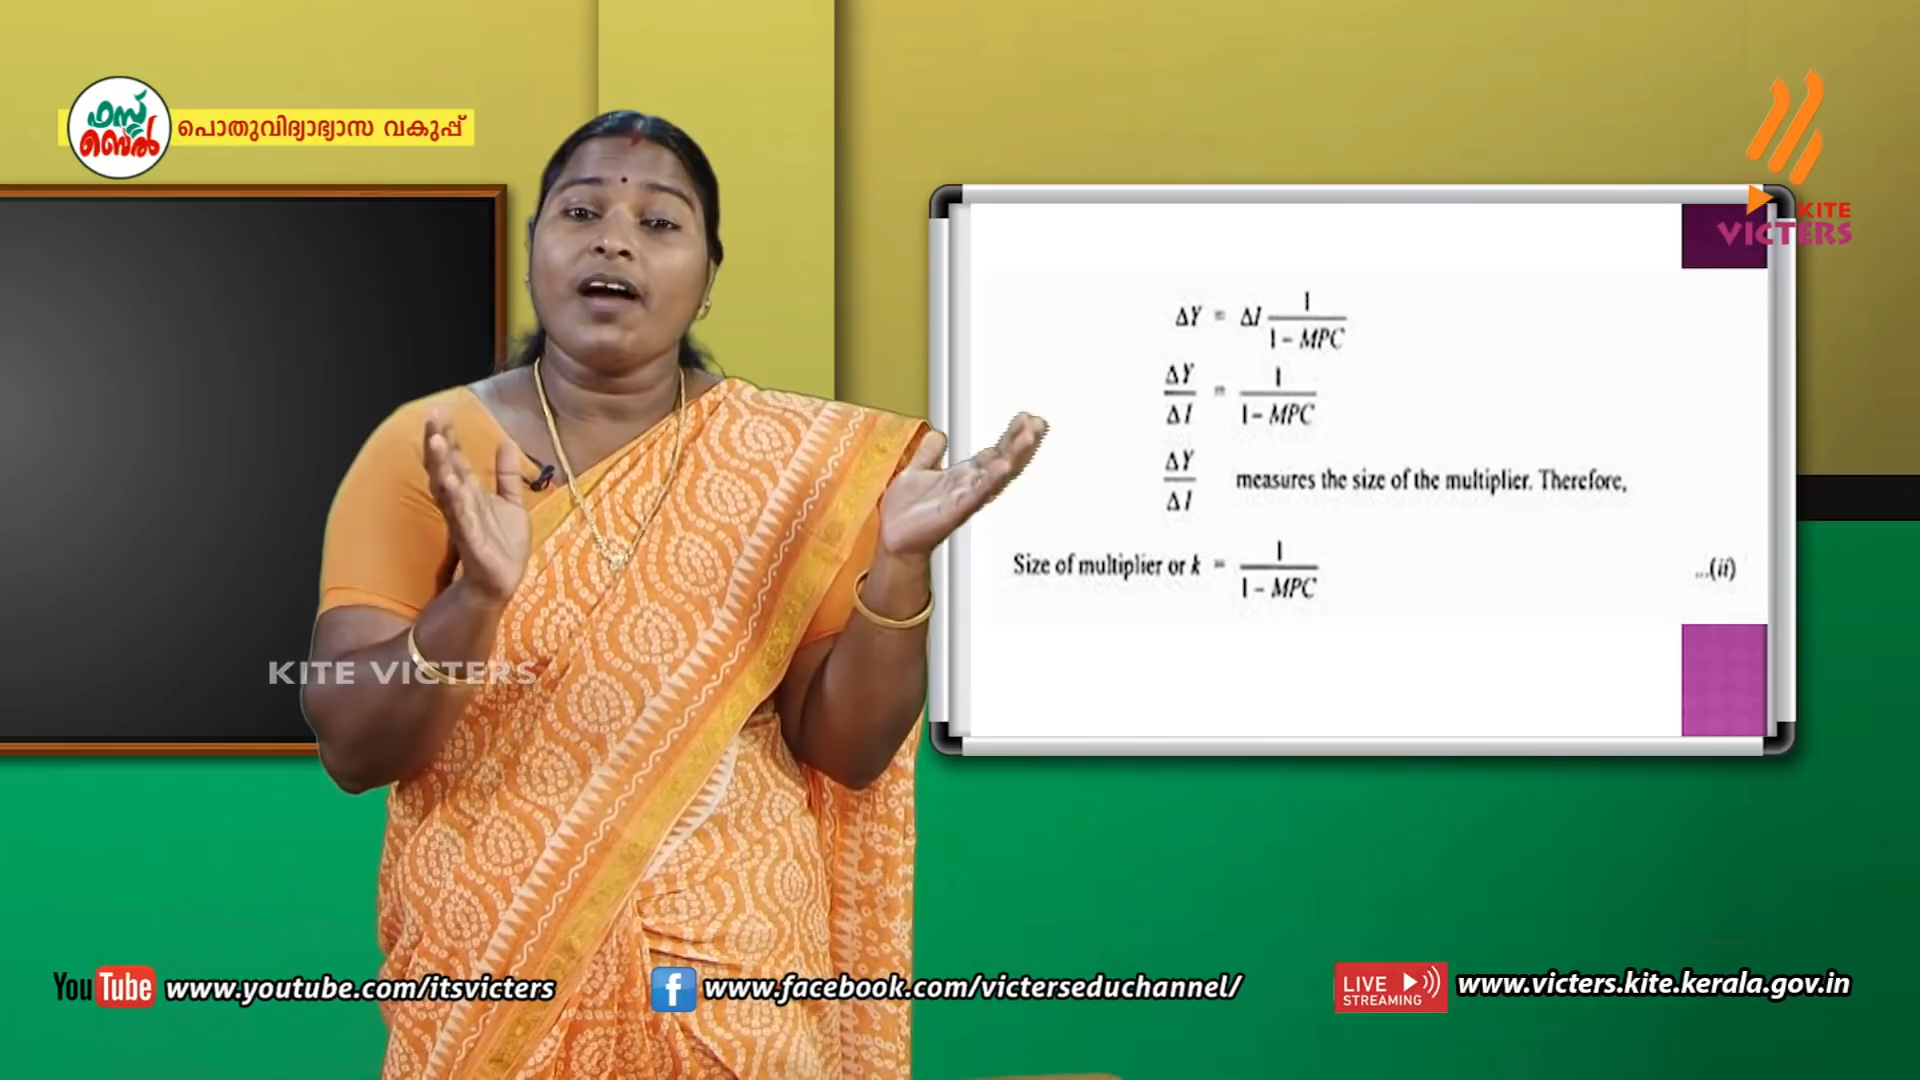 ഫസ്റ്റ്
ബെൽ
പൊതുവിദ്യാഭ്യാസ വകുപ്പ്
KITE
VICTERS
ΔY = ΔI 1 / 1 - MPC
ΔY / ΔI = 1 / 1 - MPC
ΔY / ΔI measures the size of the multiplier. Therefore,
Size of multiplier or k = 1 / 1 - MPC ...(ii)
KITE VICTERS
YouTube www.youtube.com/itsvicters
f www.facebook.com/victerseduchannel/
LIVE STREAMING www.victers.kite.kerala.gov.in